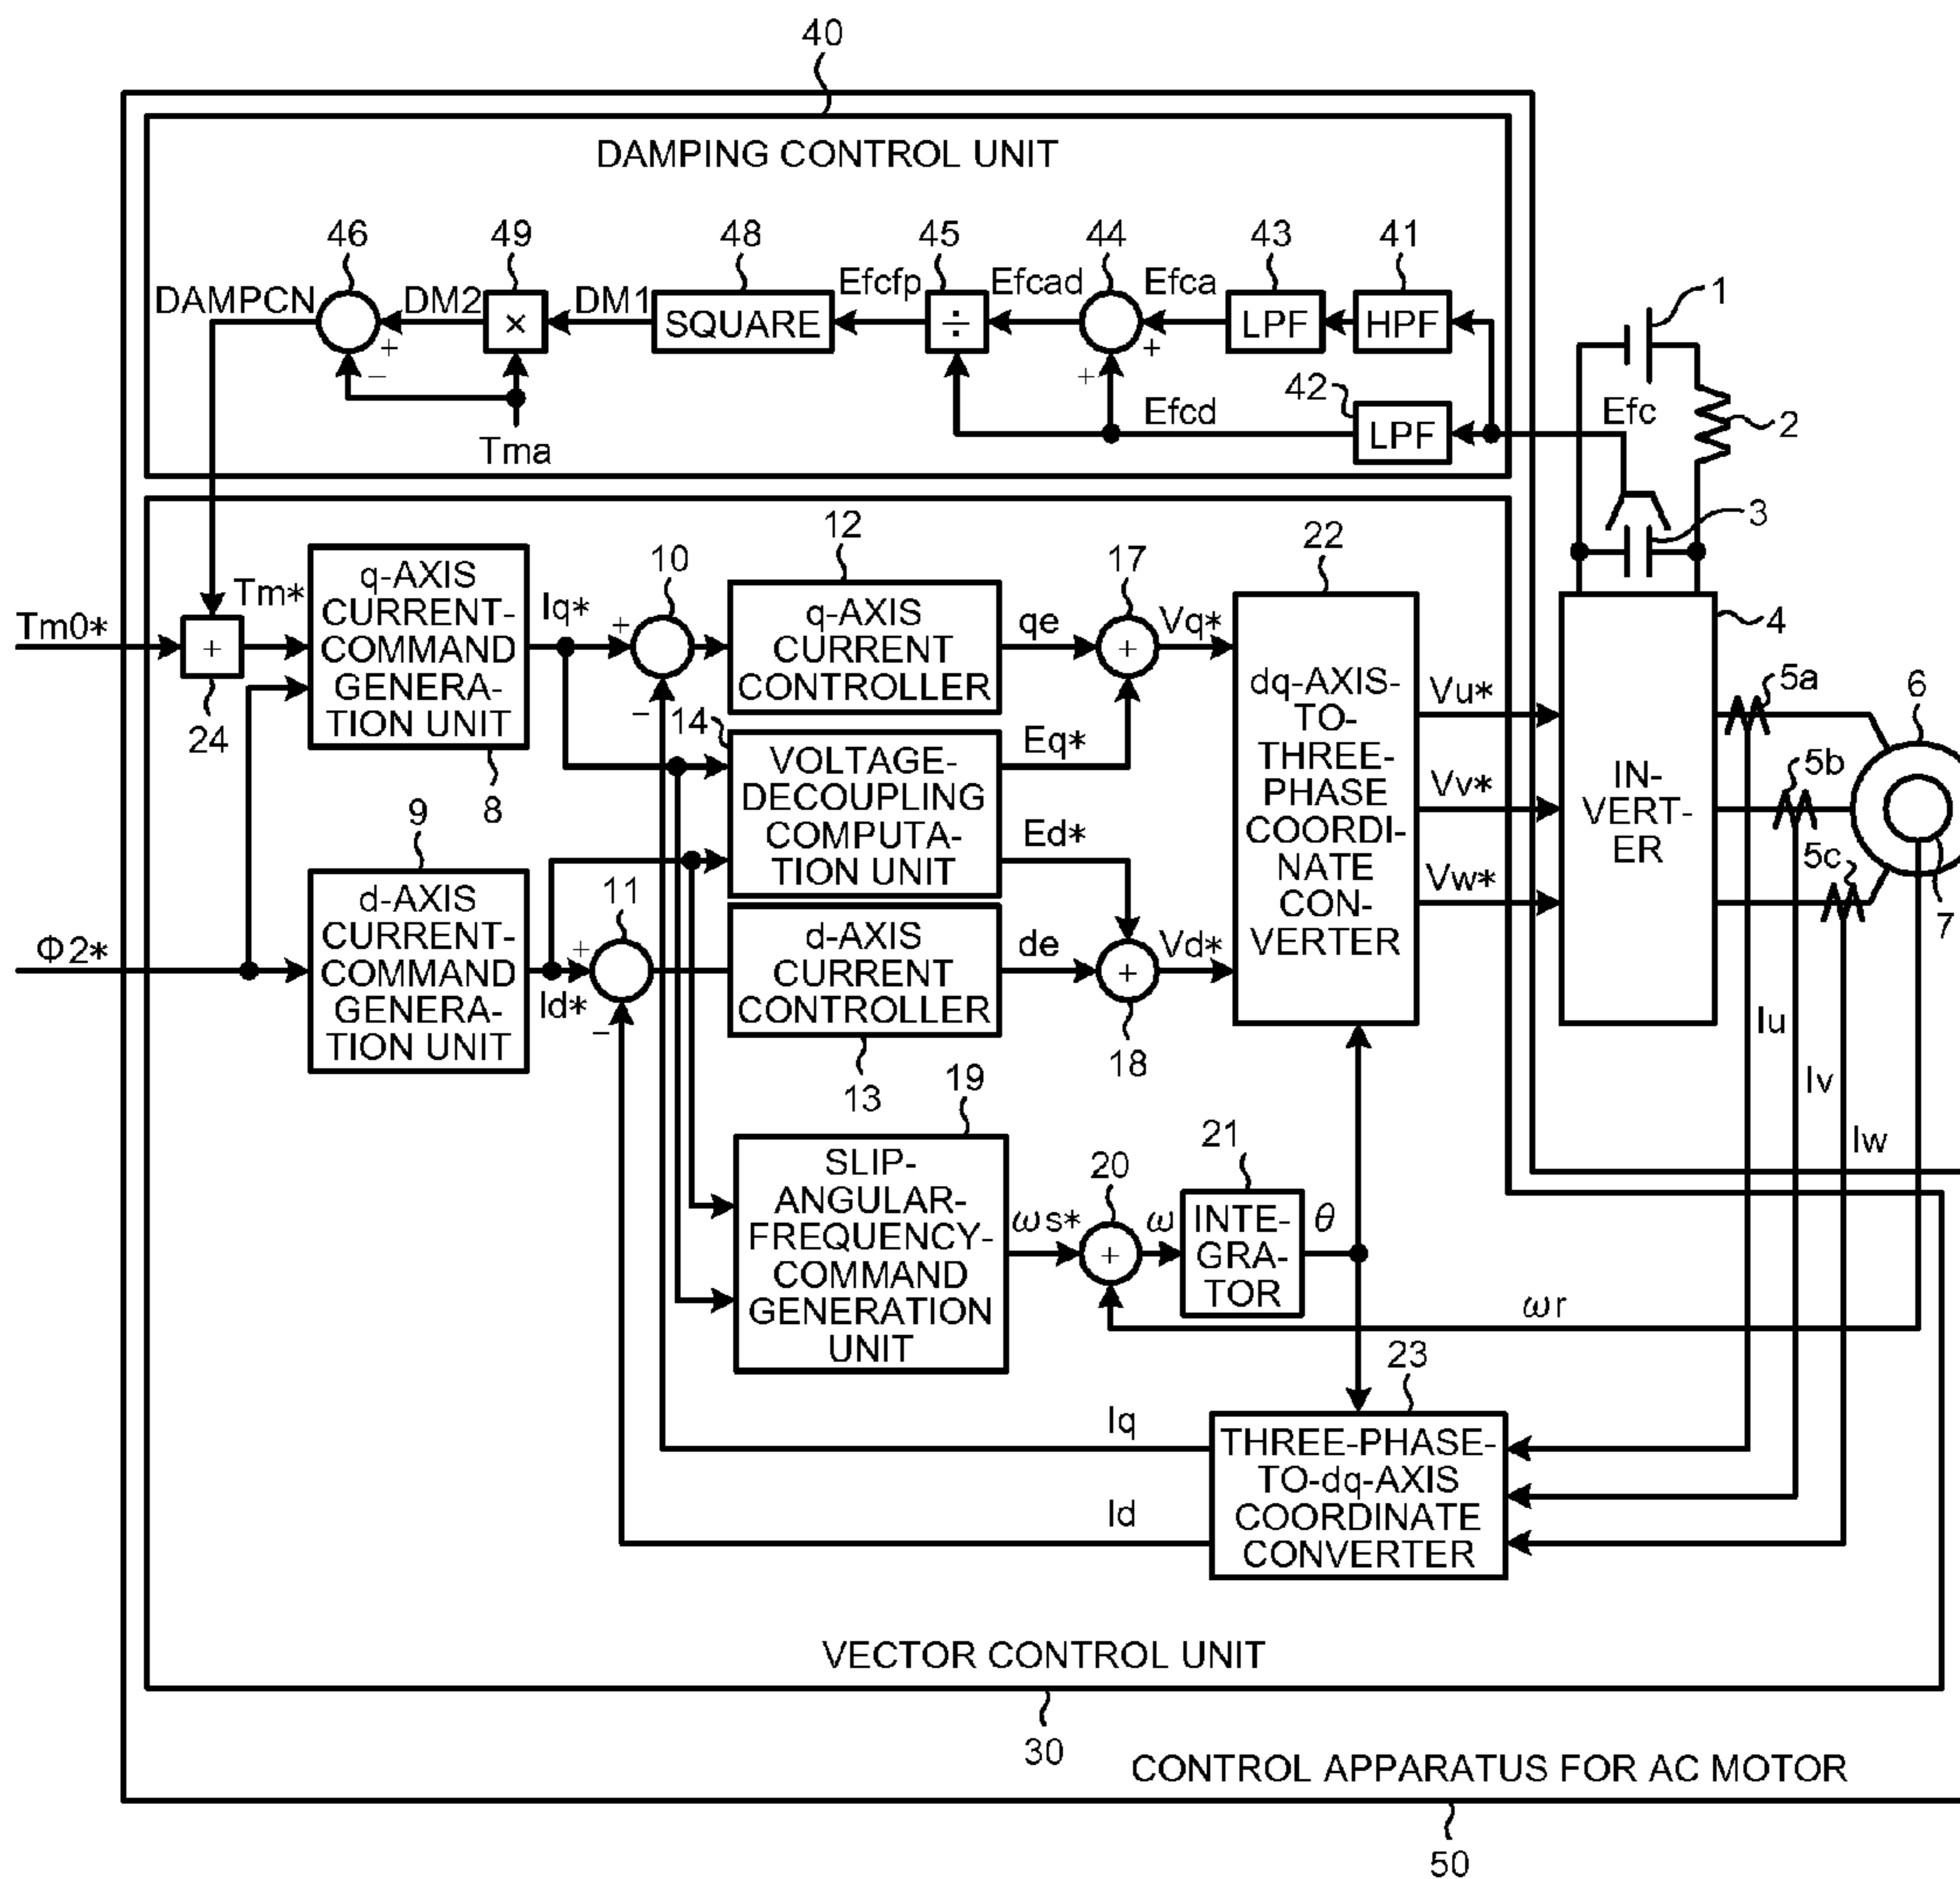 40
DAMPING CONTROL UNIT
46
49
48
45
44
43
41
DAMPCN
DM2
DM1
Efcfp
Efcad
Efca
×
SQUARE
÷
LPF
HPF
+
−
+
+
42
Efcd
LPF
Tma
Efc
1
2
3
12
10
17
22
4
Tm0*
+
Tm*
24
q-AXIS
CURRENT-
COMMAND
GENERA-
TION UNIT
8
Iq*
+
−
q-AXIS
CURRENT
CONTROLLER
qe
+
Vq*
14
VOLTAGE-
DECOUPLING
COMPUTA-
TION UNIT
Eq*
Ed*
dq-AXIS-
TO-
THREE-
PHASE
COORDI-
NATE
CON-
VERTER
Vu*
Vv*
Vw*
IN-
VERT-
ER
5a
5b
5c
6
7
9
Φ2*
d-AXIS
CURRENT-
COMMAND
GENERA-
TION UNIT
Id*
11
+
−
d-AXIS
CURRENT
CONTROLLER
13
de
+
18
Vd*
Iu
Iv
Iw
19
SLIP-
ANGULAR-
FREQUENCY-
COMMAND
GENERATION
UNIT
ωs*
20
+
ω
21
INTE-
GRA-
TOR
θ
ωr
23
THREE-PHASE-
TO-dq-AXIS
COORDINATE
CONVERTER
Iq
Id
VECTOR CONTROL UNIT
30
CONTROL APPARATUS FOR AC MOTOR
50